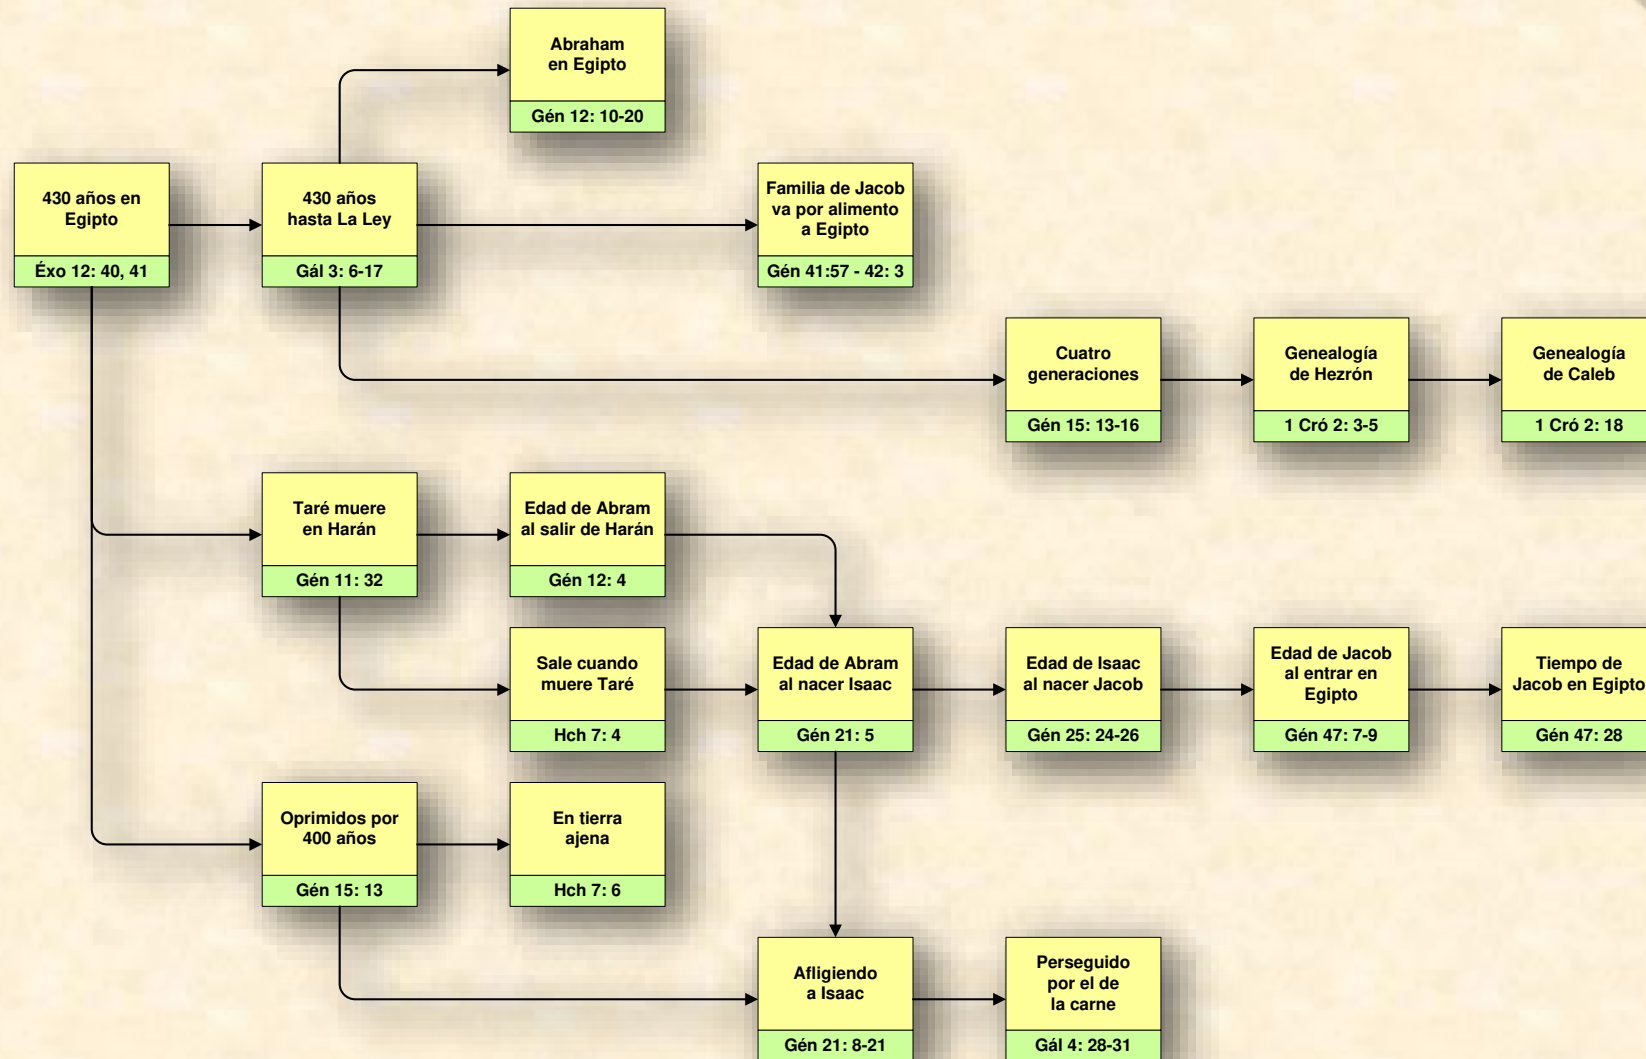 Abraham
en Egipto
Gén 12: 10-20
430 años en
Egipto
Éxo 12: 40, 41
430 años
hasta La Ley
Gál 3: 6-17
Familia de Jacob
va por alimento
a Egipto
Gén 41:57 - 42: 3
Cuatro
generaciones
Gén 15: 13-16
Genealogía
de Hezrón
1 Cró 2: 3-5
Genealogía
de Caleb
1 Cró 2: 18
Taré muere
en Harán
Gén 11: 32
Edad de Abram
al salir de Harán
Gén 12: 4
Sale cuando
muere Taré
Hch 7: 4
Edad de Abram
al nacer Isaac
Gén 21: 5
Edad de Isaac
al nacer Jacob
Gén 25: 24-26
Edad de Jacob
al entrar en
Egipto
Gén 47: 7-9
Tiempo de
Jacob en Egipto
Gén 47: 28
Oprimidos por
400 años
Gén 15: 13
En tierra
ajena
Hch 7: 6
Afligiendo
a Isaac
Gén 21: 8-21
Perseguido
por el de
la carne
Gál 4: 28-31